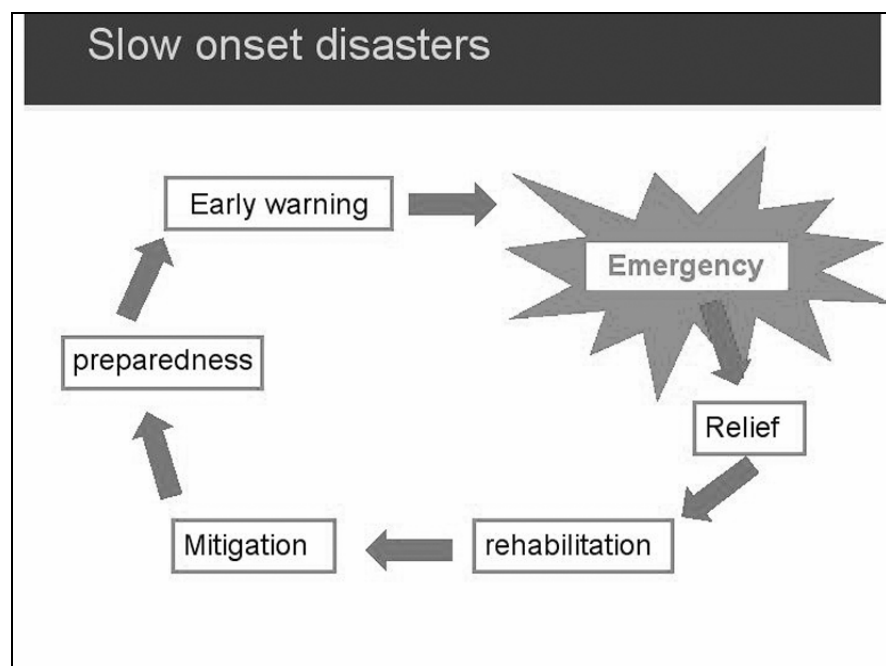 Slow onset disasters
Early warning
Emergency
preparedness
Relief
Mitigation
rehabilitation